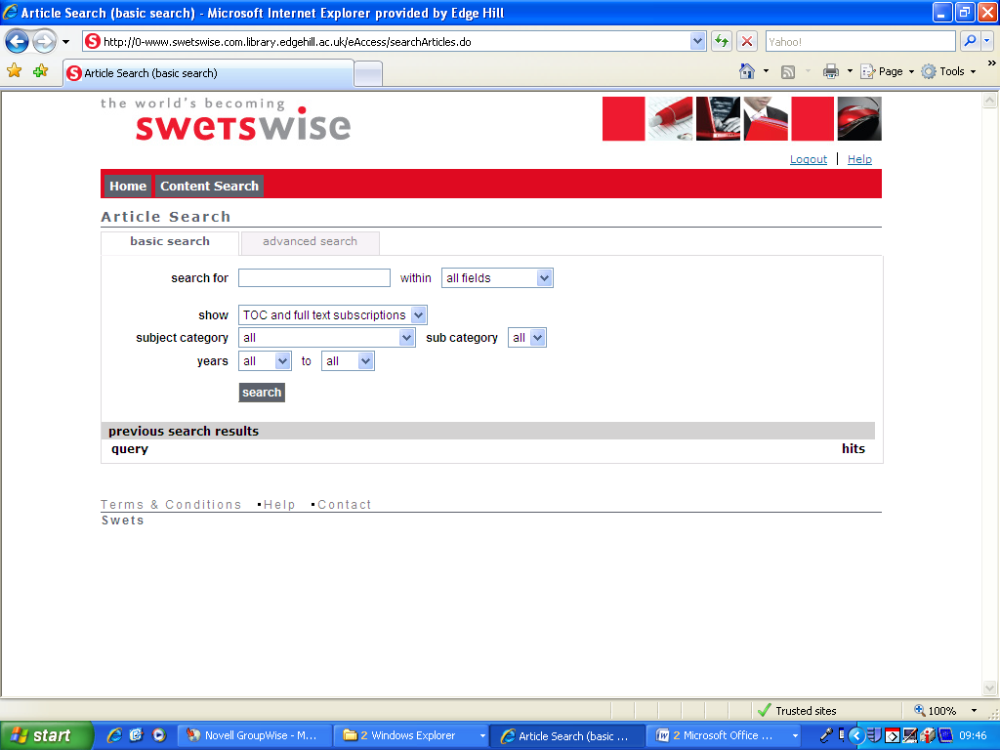 Article Search (basic search) - Microsoft Internet Explorer provided by Edge Hill
http://0-www.swetswise.com.library.edgehill.ac.uk/eAccess/searchArticles.do
Yahoo!
Article Search (basic search)
Page
Tools
the world's becoming
swetswise
Logout | Help
Home
Content Search
Article Search
basic search
advanced search
search for
within
all fields
show
TOC and full text subscriptions
subject category
all
sub category
all
years
all
to
all
search
previous search results
query
hits
Terms & Conditions ▪Help ▪Contact
Swets
Trusted sites
100%
start
Novell GroupWise - M...
2 Windows Explorer
Article Search (basic ...
2 Microsoft Office ...
09:46